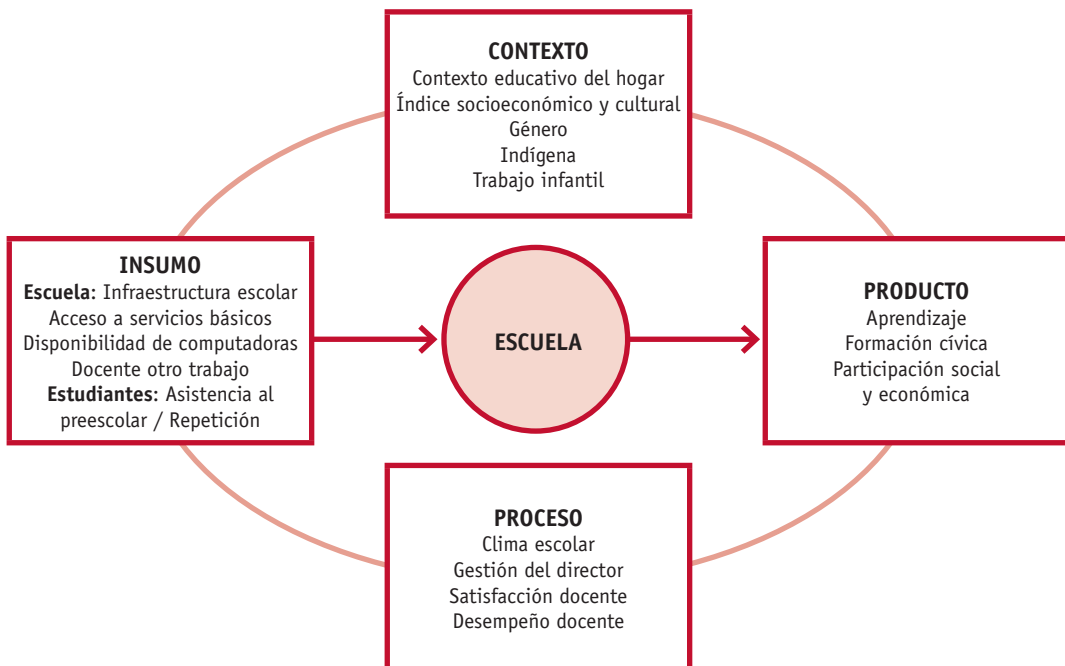 CONTEXTO
Contexto educativo del hogar
Índice socioeconómico y cultural
Género
Indígena
Trabajo infantil
INSUMO
Escuela: Infraestructura escolar
Acceso a servicios básicos
Disponibilidad de computadoras
Docente otro trabajo
Estudiantes: Asistencia al
preescolar / Repetición
ESCUELA
PRODUCTO
Aprendizaje
Formación cívica
Participación social
y económica
PROCESO
Clima escolar
Gestión del director
Satisfacción docente
Desempeño docente